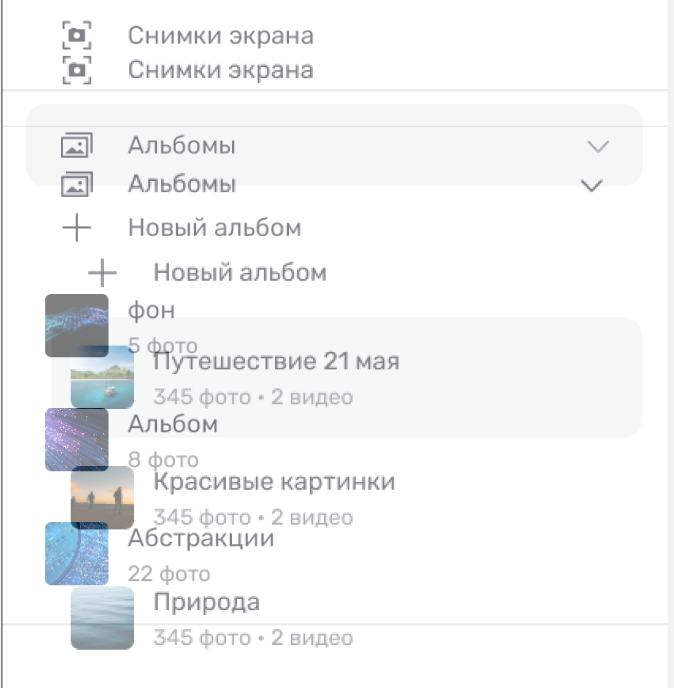 Снимки экрана
Снимки экрана
Альбомы
Альбомы
Новый альбом
Новый альбом
фон
5 фото
Путешествие 21 мая
345 фото • 2 видео
Альбом
8 фото
Красивые картинки
345 фото • 2 видео
Абстракции
22 фото
Природа
345 фото • 2 видео